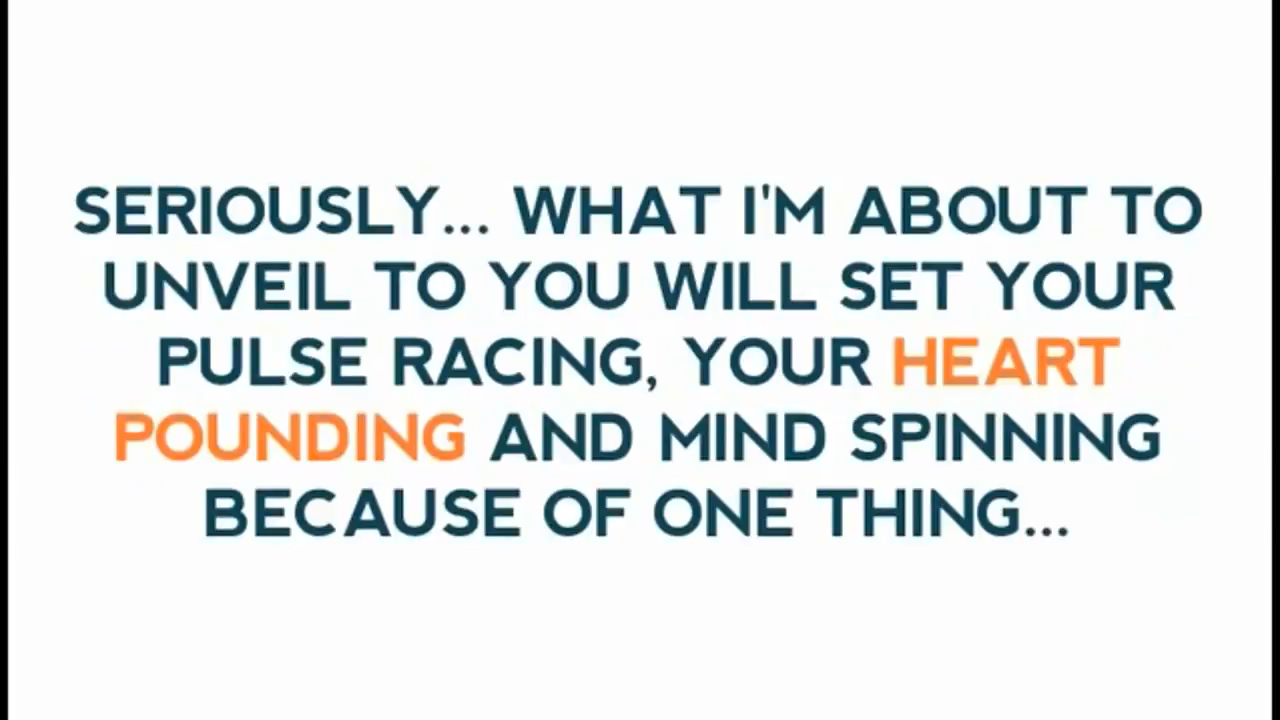 SERIOUSLY... WHAT I'M ABOUT TO
UNVEIL TO YOU WILL SET YOUR
PULSE RACING, YOUR HEART
POUNDING AND MIND SPINNING
BECAUSE OF ONE THING...